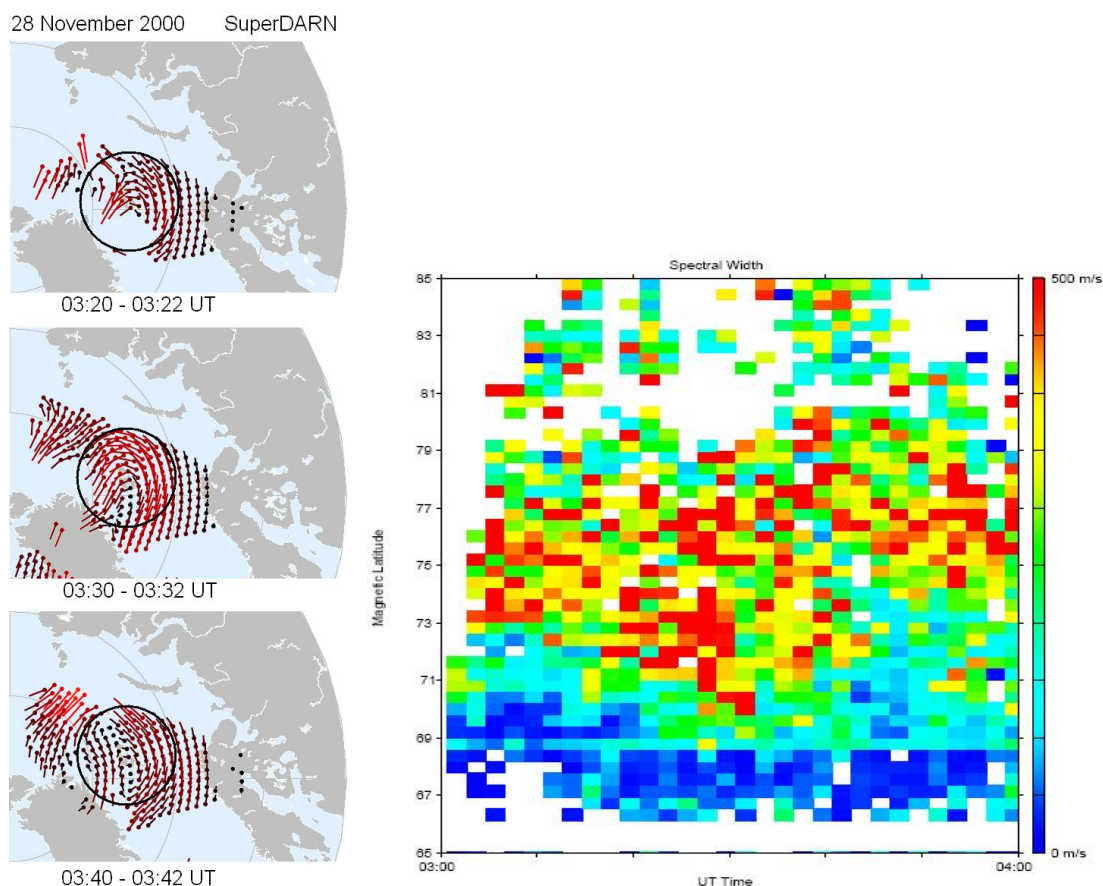 28 November 2000 SuperDARN
03:20 - 03:22 UT
03:30 - 03:32 UT
03:40 - 03:42 UT
Spectral Width
85
83
81
79
77
75
73
71
69
67
65
Magnetic Latitude
03:00
04:00
UT Time
500 m/s
0 m/s